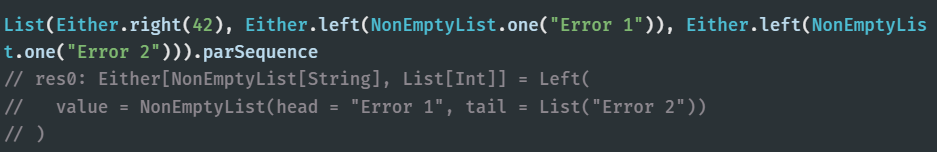 List(Either.right(42), Either.left(NonEmptyList.one("Error 1")), Either.left(NonEmptyLis
t.one("Error 2"))).parSequence
// res0: Either[NonEmptyList[String], List[Int]] = Left(
//   value = NonEmptyList(head = "Error 1", tail = List("Error 2"))
// )